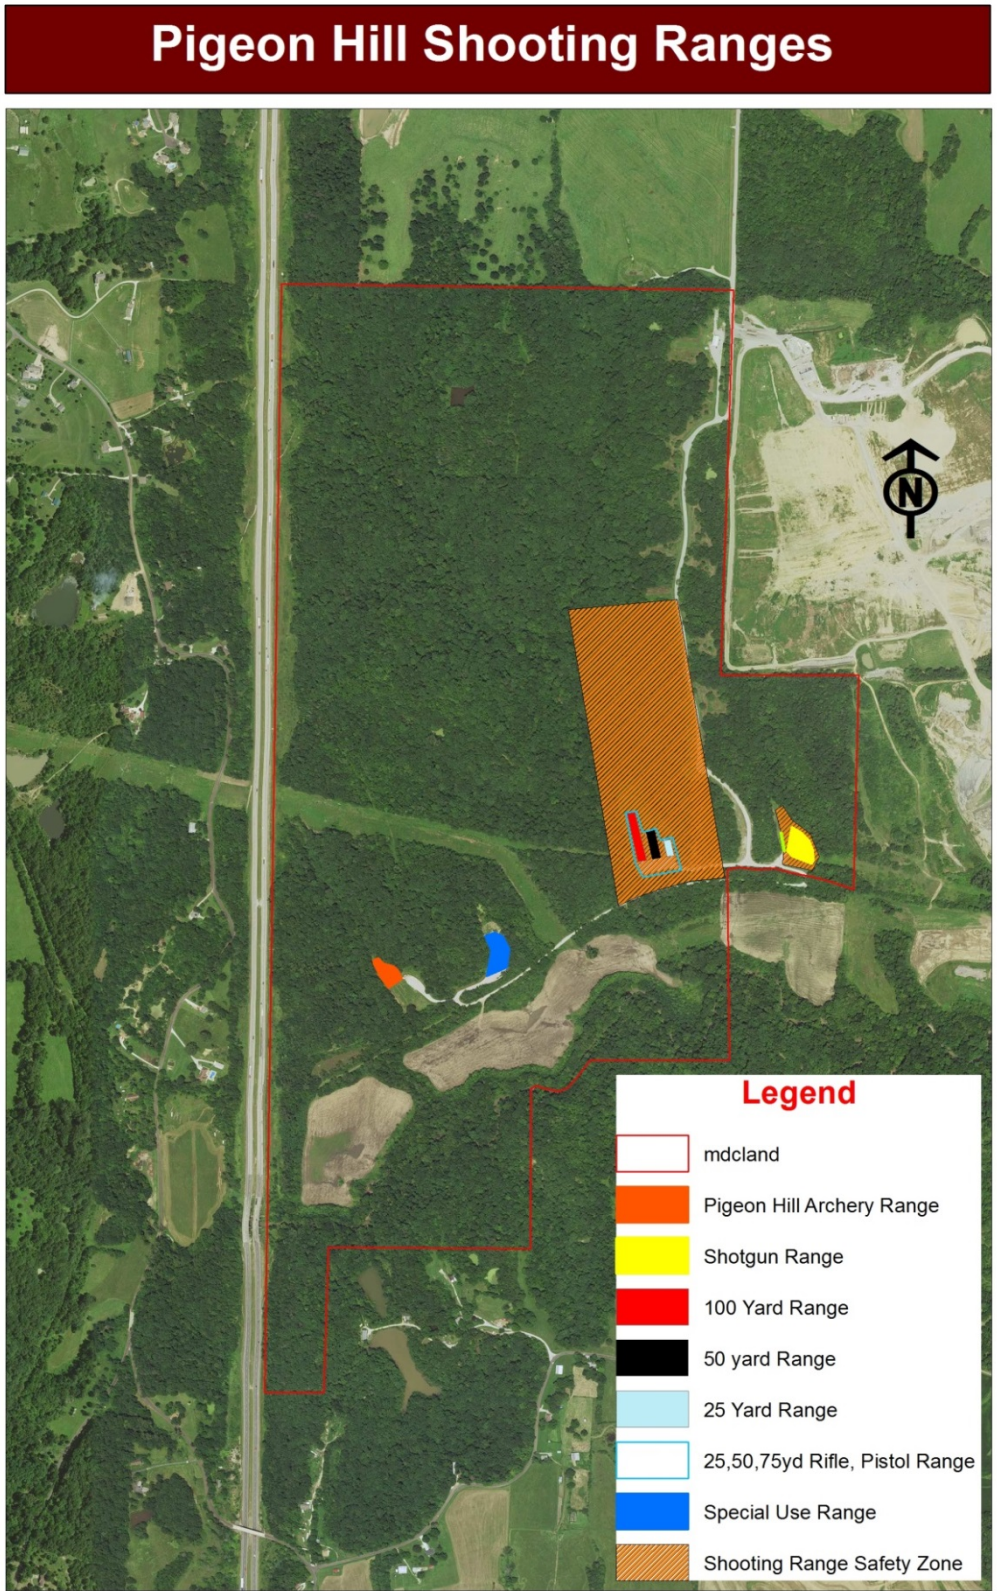 Pigeon Hill Shooting Ranges
N
Legend
mdcland
Pigeon Hill Archery Range
Shotgun Range
100 Yard Range
50 yard Range
25 Yard Range
25,50,75yd Rifle, Pistol Range
Special Use Range
Shooting Range Safety Zone